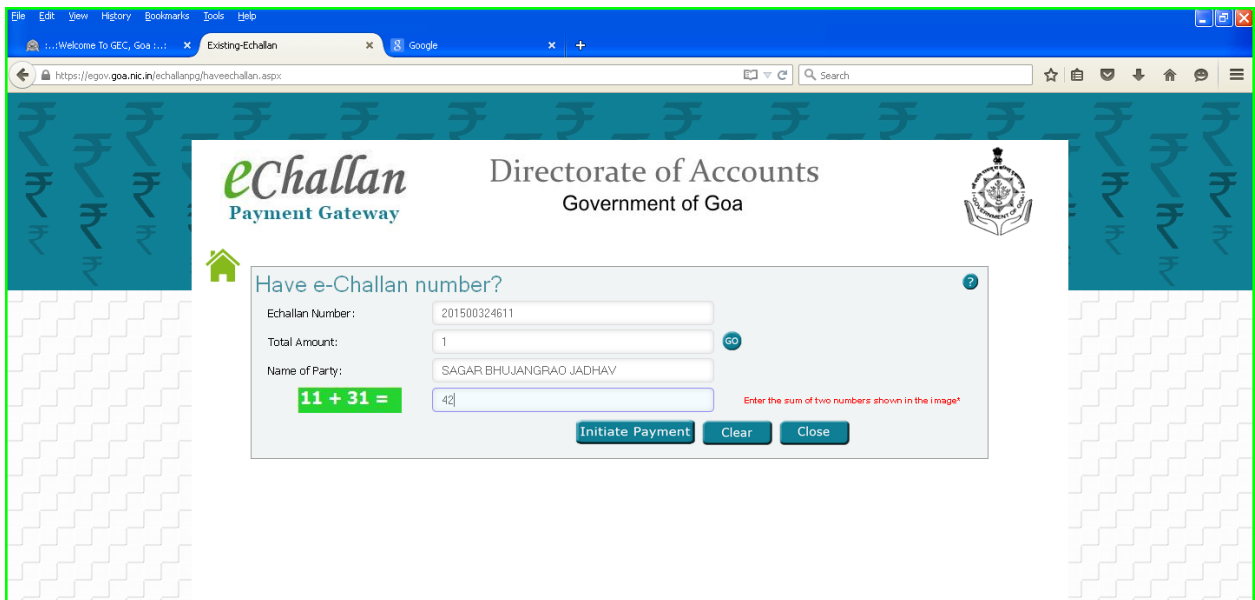 File Edit View History Bookmarks Tools Help
:..:Welcome To GEC, Goa :..: × Existing-Echallan × 8 Google × +
https://egov.goa.nic.in/echallanpg/haveechallan.aspx Search
eChallan
Payment Gateway
Directorate of Accounts
Government of Goa
Have e-Challan number? ?
Echallan Number: 201500324611
Total Amount: 1 GO
Name of Party: SAGAR BHUJANGRAO JADHAV
11 + 31 = 42 Enter the sum of two numbers shown in the image*
Initiate Payment Clear Close